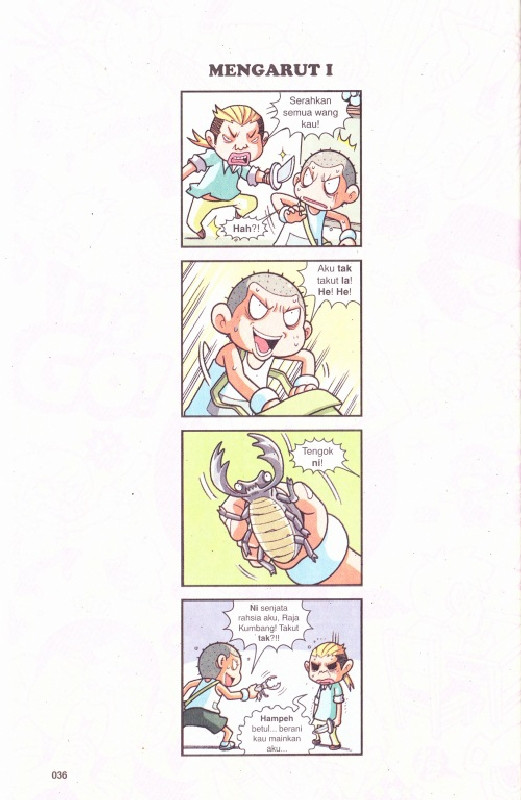 MENGARUT I
Serahkan
semua wang
kau!
Hah?!
Aku tak
takut la!
He! He!
Tengok
ni!
Ni senjata
rahsia aku, Raja
Kumbang! Takut
tak?!!
Hampeh
betul... berani
kau mainkan
aku...
036